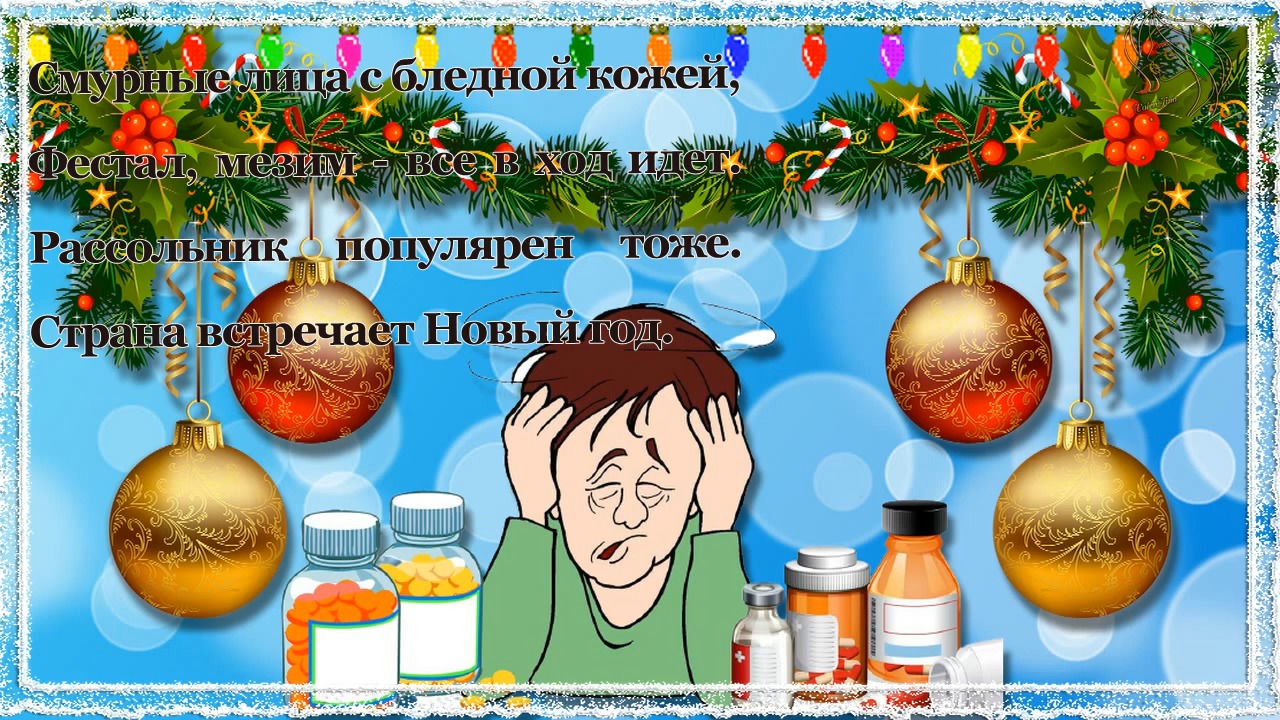 Смурные лица с бледной кожей,
Фестал, мезим - все в ход идет.
Рассольник популярен тоже.
Страна встречает Новый год.